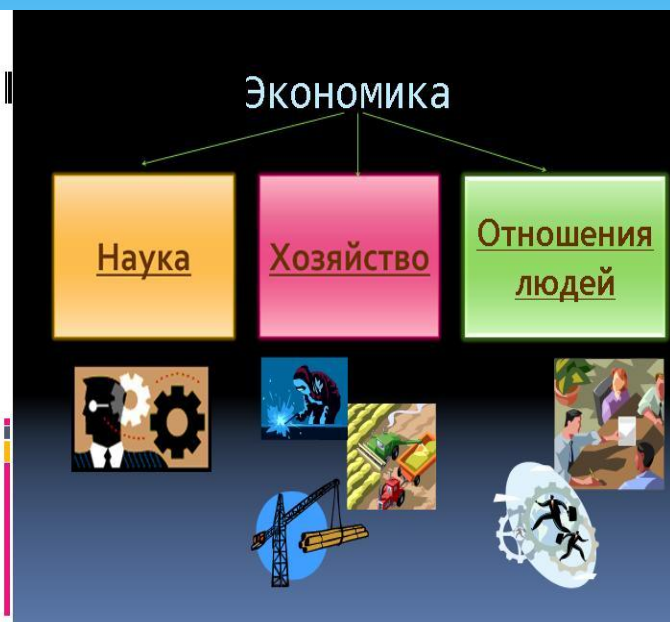 Экономика
Наука
Хозяйство
Отношения
людей